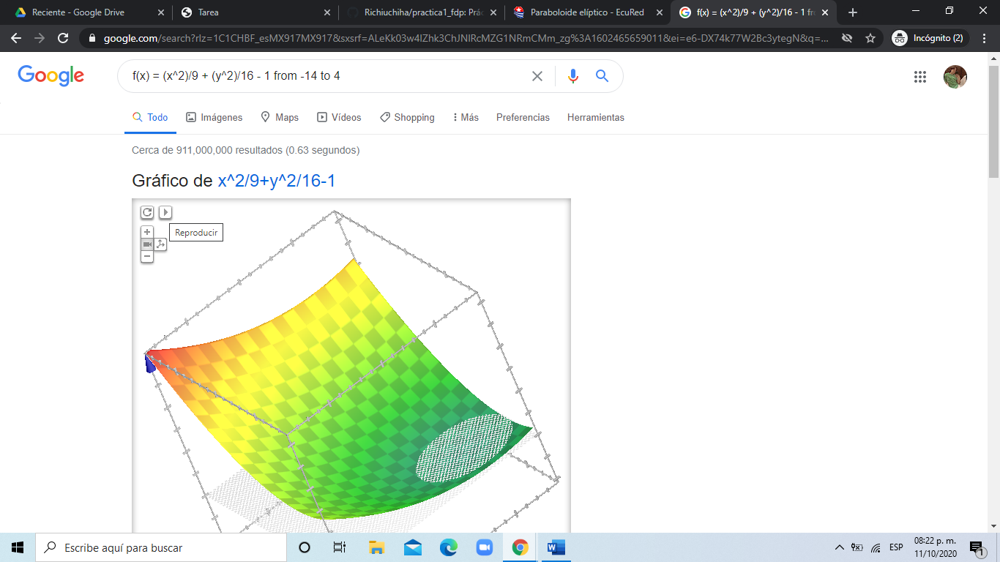 Reciente - Google Drive
Tarea
Richiuchiha/practica1_fdp: Prác
Paraboloide elíptico - EcuRed
f(x) = (x^2)/9 + (y^2)/16 - 1 fr
google.com/search?rlz=1C1CHBF_esMX917MX917&sxsrf=ALeKk03w4IZhk3ChJNIRcMZG1NRmCMm_zg%3A1602465659011&ei=e6-DX74k77W2Bc3ytegN&q=...
Incógnito (2)
Google
f(x) = (x^2)/9 + (y^2)/16 - 1 from -14 to 4
Todo
Imágenes
Maps
Vídeos
Shopping
Más
Preferencias
Herramientas
Cerca de 911,000,000 resultados (0.63 segundos)
Gráfico de x^2/9+y^2/16-1
Reproducir
Escribe aquí para buscar
ESP
08:22 p. m.
11/10/2020
1